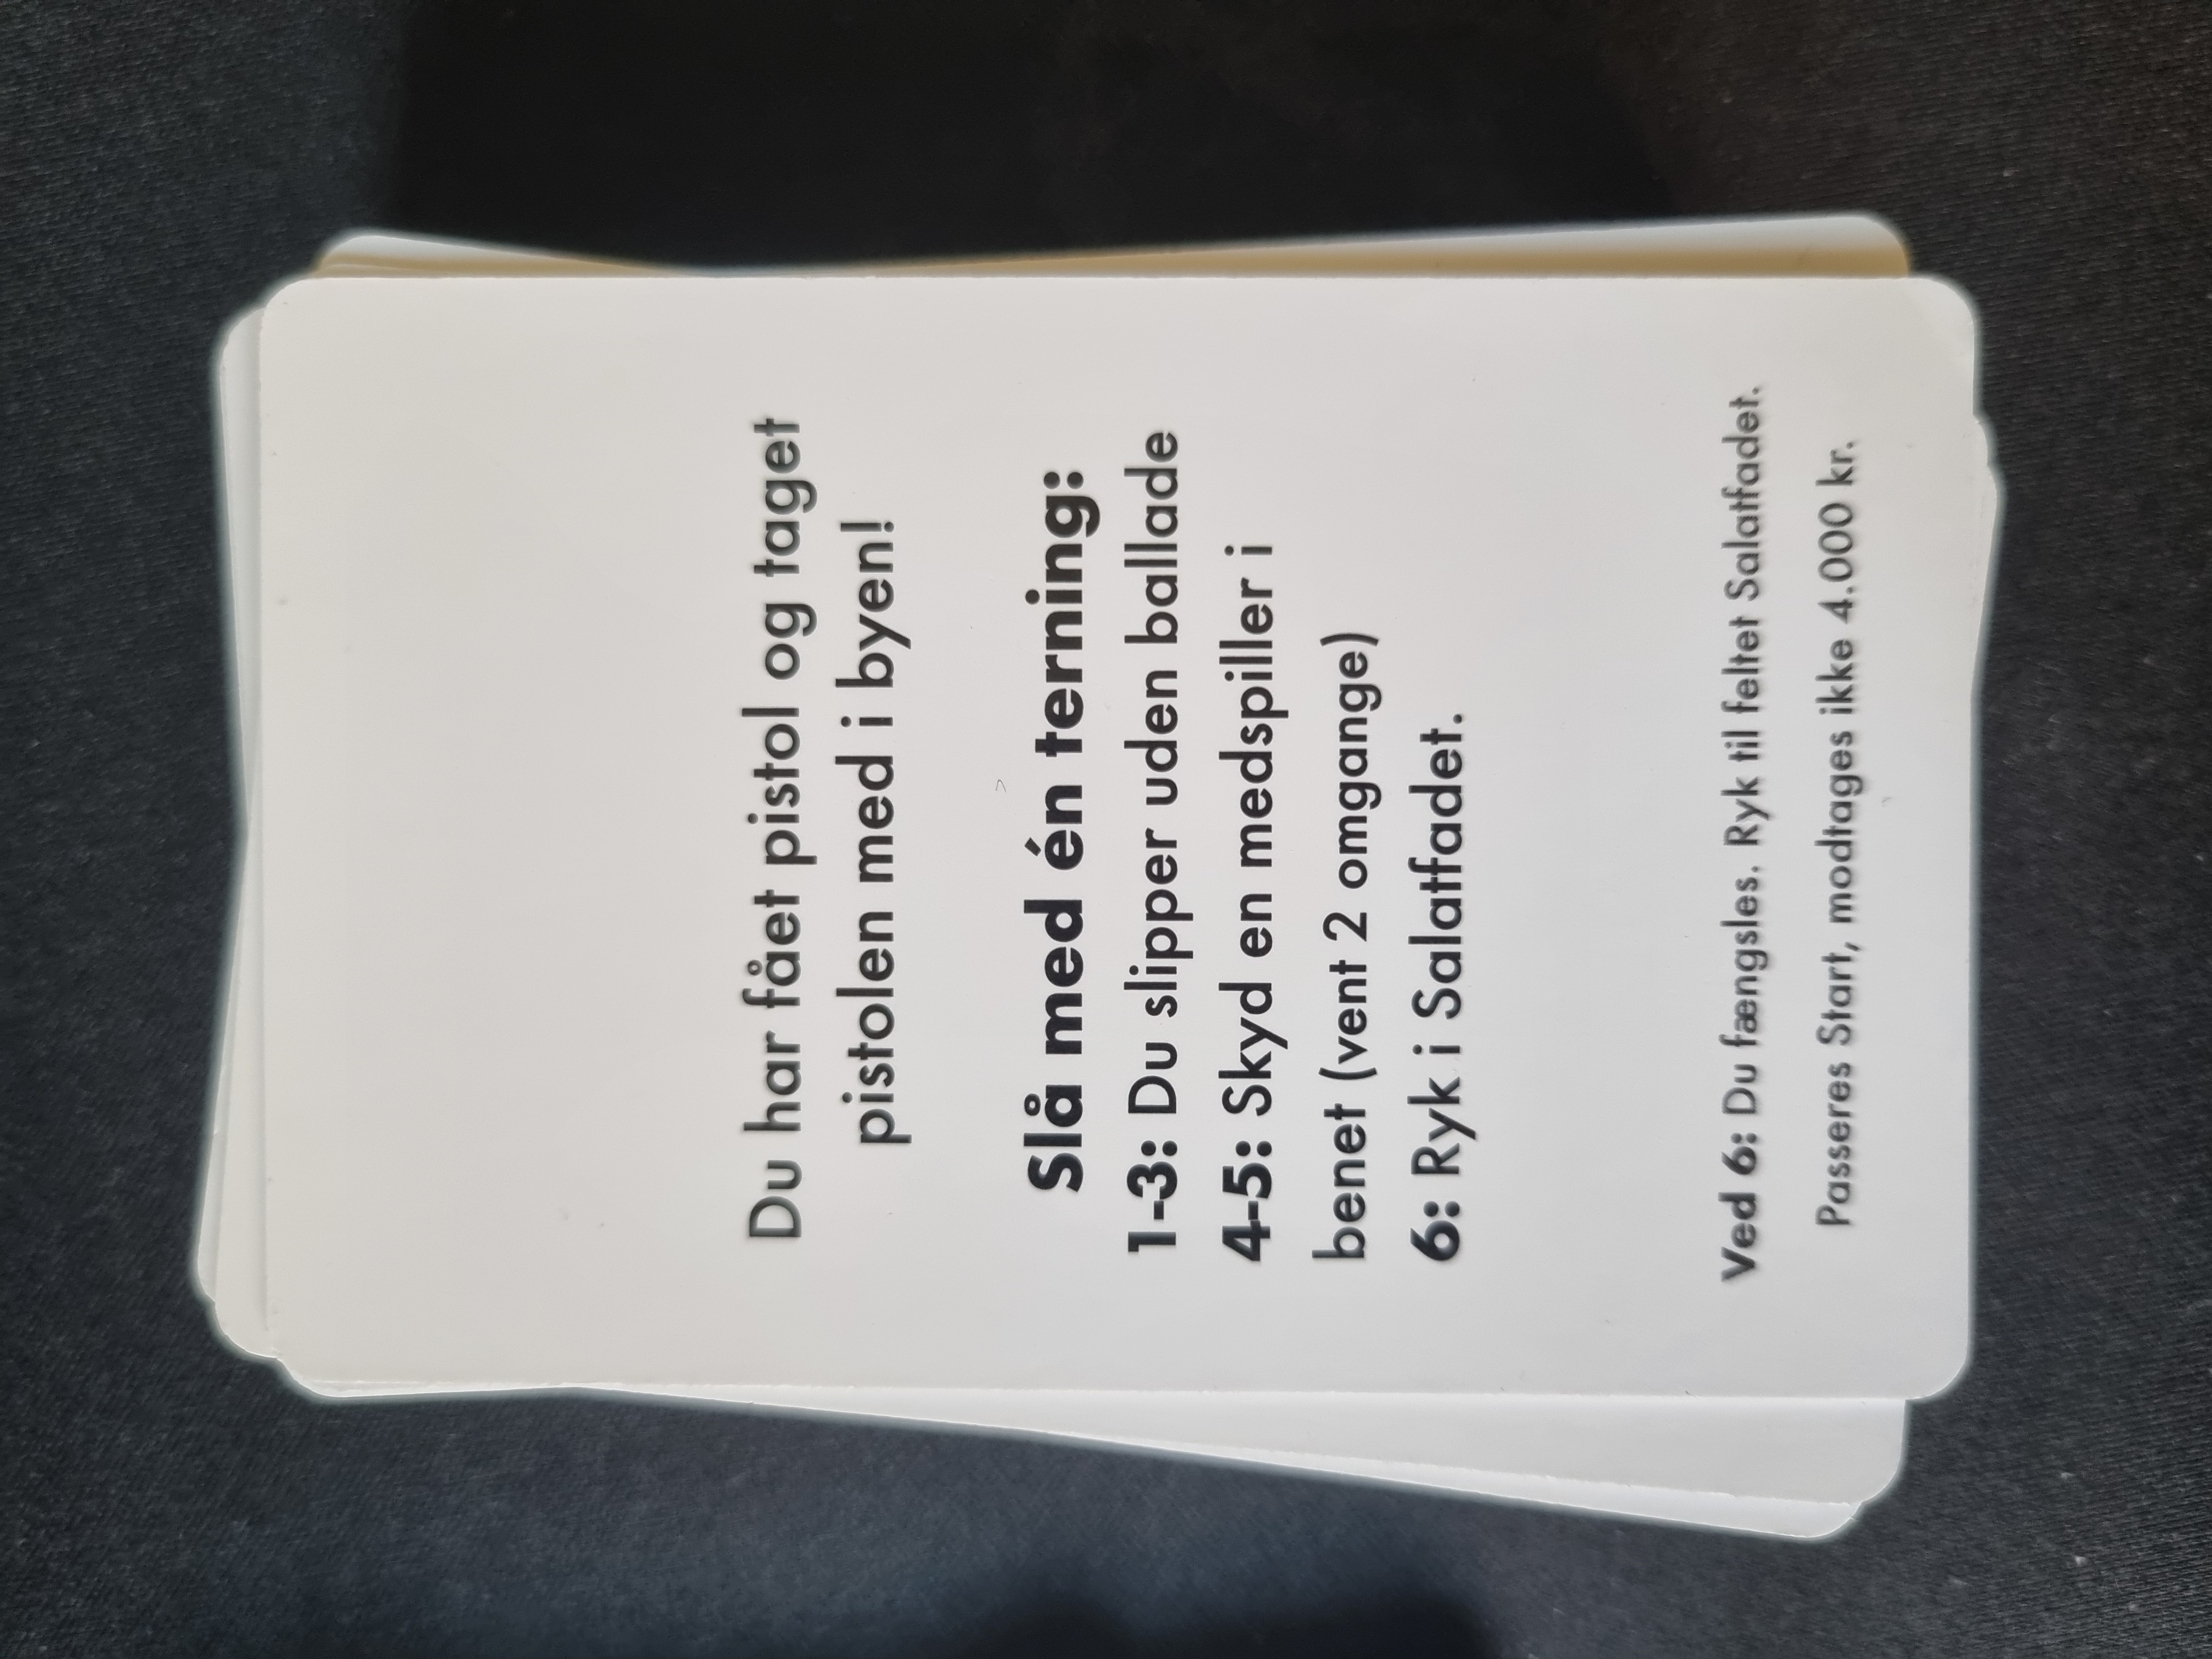 Du har fået pistol og taget
pistolen med i byen!
Slå med én terning:
1-3: Du slipper uden ballade
4-5: Skyd en medspiller i
benet (vent 2 omgange)
6: Ryk i Salatfadet.
Ved 6: Du fængsles. Ryk til feltet Salatfadet.
Passeres Start, modtages ikke 4.000 kr.